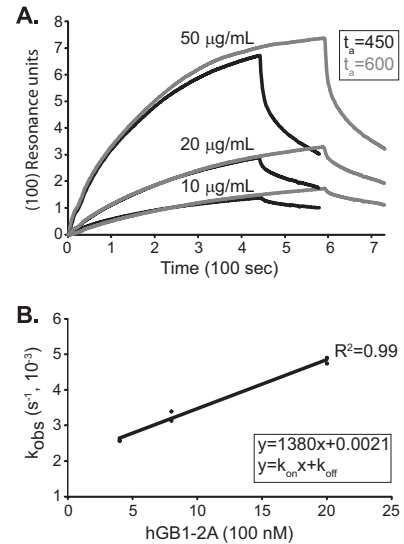 A.
(100) Resonance units
8
7
6
5
4
3
2
1
0
50 µg/mL
20 µg/mL
10 µg/mL
tₐ=450
tₐ=600
0 1 2 3 4 5 6 7
Time (100 sec)
B.
k_obs (s⁻¹, 10⁻³)
6
5
4
3
2
1
R²=0.99
y=1380x+0.0021
y=k_on x+k_off
0 5 10 15 20 25
hGB1-2A (100 nM)